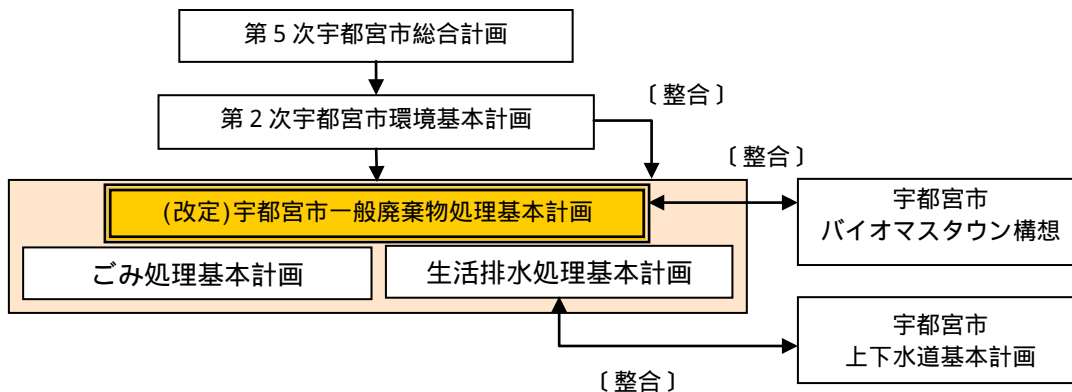 第5次宇都宮市総合計画
第2次宇都宮市環境基本計画
〔整合〕
〔整合〕
(改定)宇都宮市一般廃棄物処理基本計画
宇都宮市
バイオマスタウン構想
ごみ処理基本計画
生活排水処理基本計画
宇都宮市
上下水道基本計画
〔整合〕